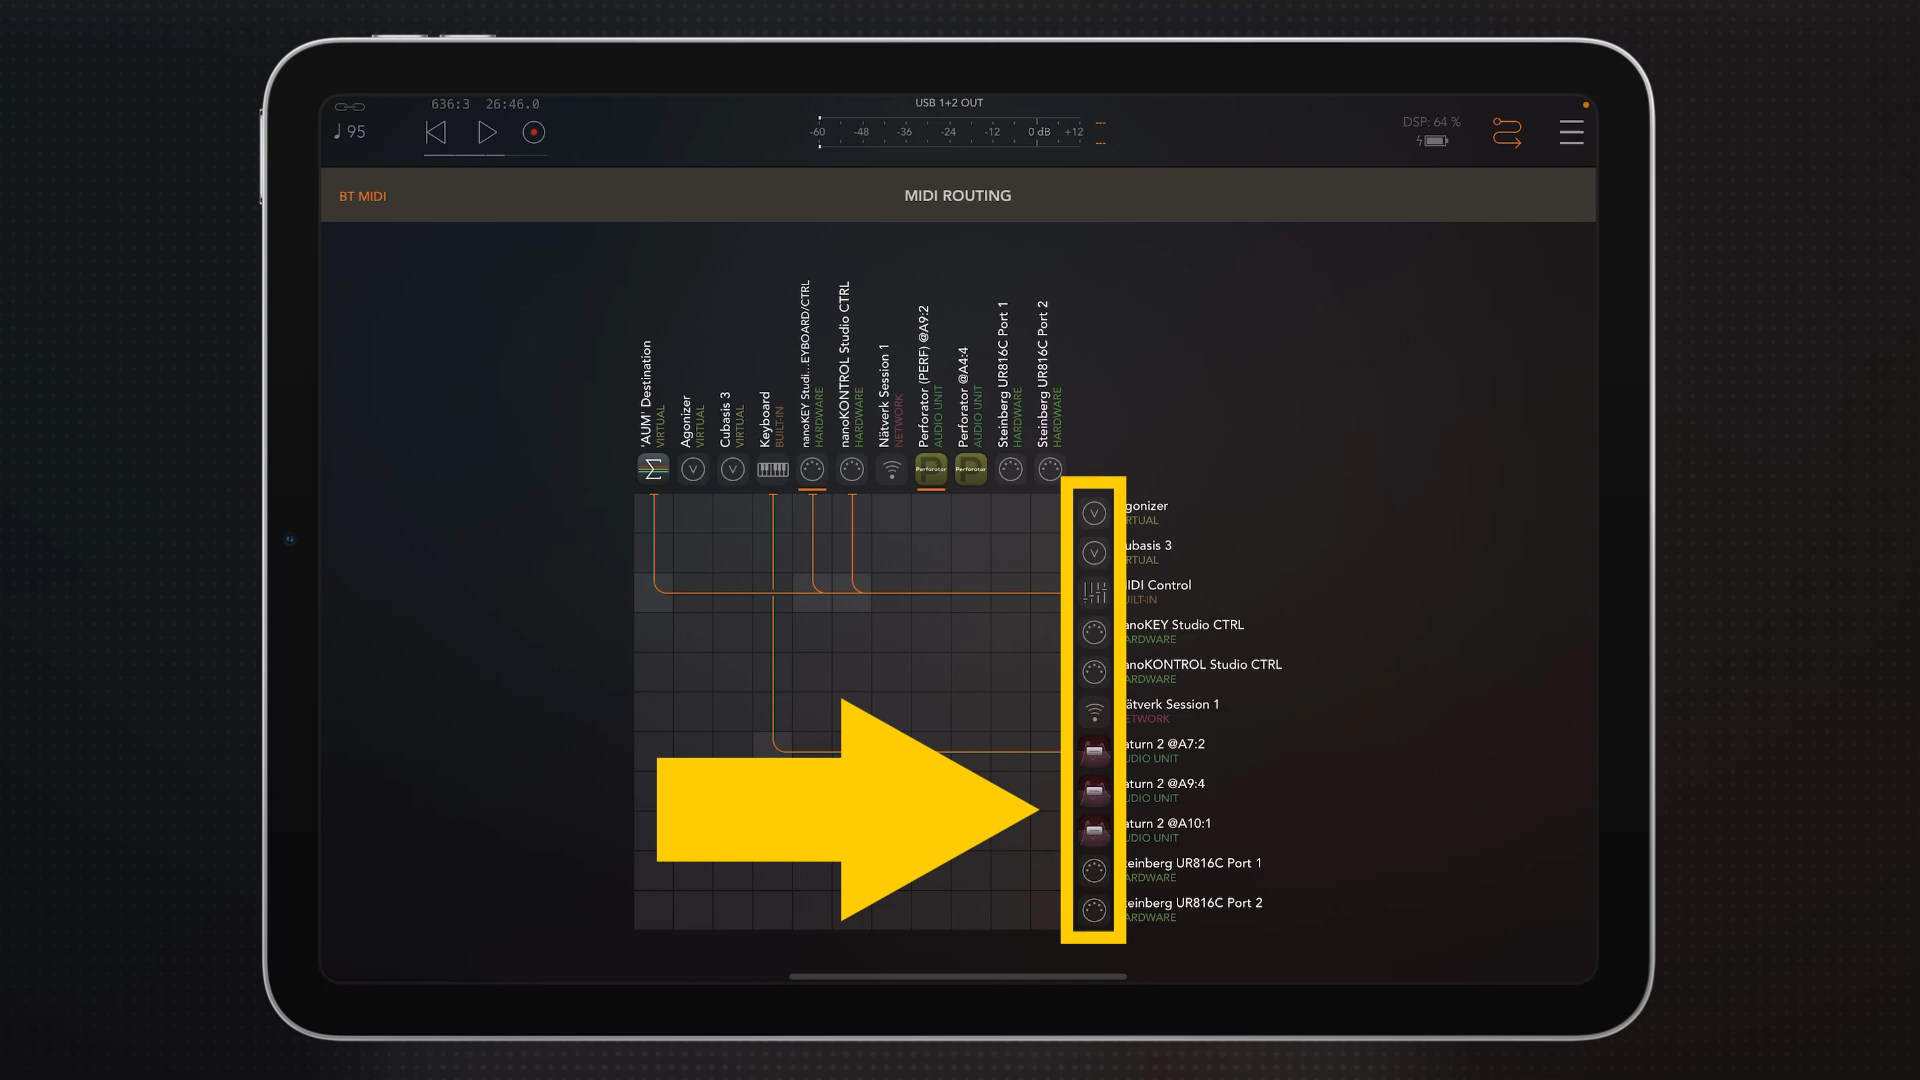 636:3 26:46.0
95
USB 1+2 OUT
-60 -48 -36 -24 -12 0 dB +12
DSP: 64 %
BT MIDI
MIDI ROUTING
'AUM' Destination
VIRTUAL
Agonizer
VIRTUAL
Cubasis 3
VIRTUAL
Keyboard
BUILT-IN
nanoKEY Studi...EYBOARD/CTRL
HARDWARE
nanoKONTROL Studio CTRL
HARDWARE
Nätverk Session 1
NETWORK
Perforator (PERF) @A9:2
AUDIO UNIT
Perforator @A4:4
AUDIO UNIT
Steinberg UR816C Port 1
HARDWARE
Steinberg UR816C Port 2
HARDWARE
Perforator
Perforator
gonizer
RTUAL
ubasis 3
RTUAL
IDI Control
UILT-IN
anoKEY Studio CTRL
ARDWARE
anoKONTROL Studio CTRL
ARDWARE
ätverk Session 1
ETWORK
aturn 2 @A7:2
UDIO UNIT
aturn 2 @A9:4
UDIO UNIT
aturn 2 @A10:1
UDIO UNIT
einberg UR816C Port 1
ARDWARE
einberg UR816C Port 2
ARDWARE